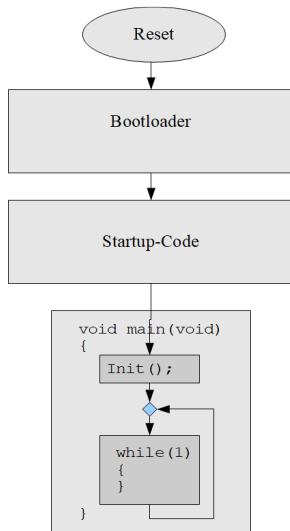 Reset
Bootloader
Startup-Code
void main(void)
{
Init();
while(1)
{
}
}